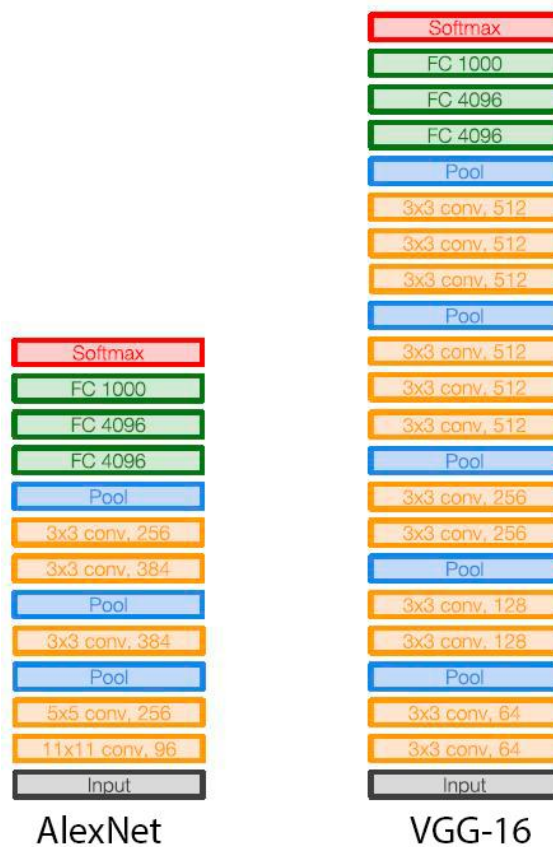 Softmax
FC 1000
FC 4096
FC 4096
Pool
3x3 conv, 256
3x3 conv, 384
Pool
3x3 conv, 384
Pool
5x5 conv, 256
11x11 conv, 96
Input
AlexNet
Softmax
FC 1000
FC 4096
FC 4096
Pool
3x3 conv, 512
3x3 conv, 512
3x3 conv, 512
Pool
3x3 conv, 512
3x3 conv, 512
3x3 conv, 512
Pool
3x3 conv, 256
3x3 conv, 256
Pool
3x3 conv, 128
3x3 conv, 128
Pool
3x3 conv, 64
3x3 conv, 64
Input
VGG-16